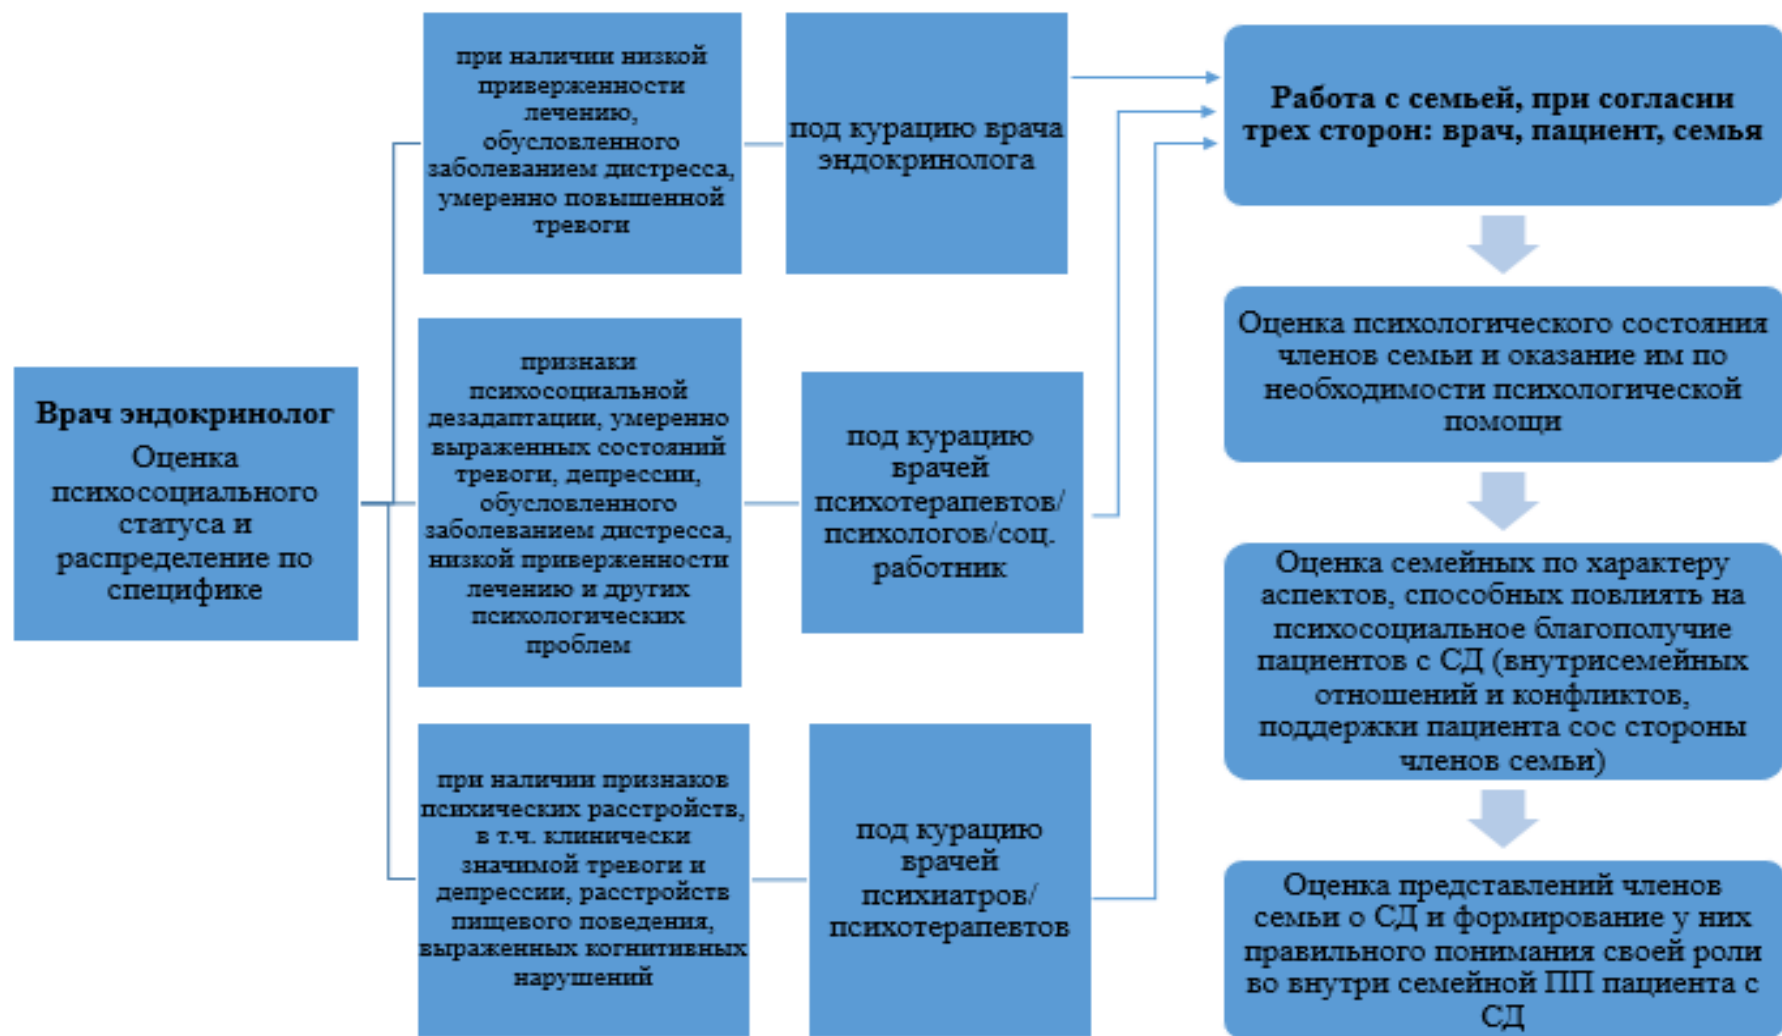 Врач эндокринолог
Оценка
психосоциального
статуса и
распределение по
специфике
при наличии низкой
приверженности
лечению,
обусловленного
заболеванием дистресса,
умеренно повышенной
тревоги
под курацию врача
эндокринолога
признаки
психосоциальной
дезадаптации, умеренно
выраженных состояний
тревоги, депрессии,
обусловленного
заболеванием дистресса,
низкой приверженности
лечению и других
психологических
проблем
под курацию
врачей
психотерапевтов/
психологов/соц.
работник
при наличии признаков
психических расстройств,
в т.ч. клинически
значимой тревоги и
депрессии, расстройств
пищевого поведения,
выраженных когнитивных
нарушений
под курацию
врачей
психиатров/
психотерапевтов
Работа с семьей, при согласии
трех сторон: врач, пациент, семья
Оценка психологического состояния
членов семьи и оказание им по
необходимости психологической
помощи
Оценка семейных по характеру
аспектов, способных повлиять на
психосоциальное благополучие
пациентов с СД (внутрисемейных
отношений и конфликтов,
поддержки пациента сос стороны
членов семьи)
Оценка представлений членов
семьи о СД и формирование у них
правильного понимания своей роли
во внутри семейной ПП пациента с
СД